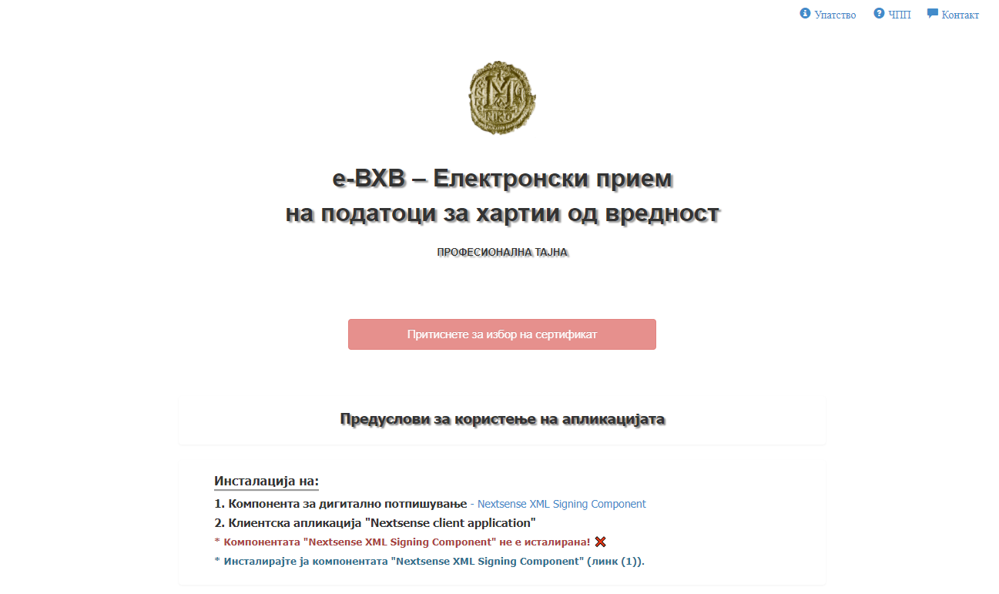 Упатство ЧПП Контакт
е-ВХВ – Електронски прием
на податоци за хартии од вредност
ПРОФЕСИОНАЛНА ТАЈНА
Притиснете за избор на сертификат
Предуслови за користење на апликацијата
Инсталација на:
1. Компонента за дигитално потпишување - Nextsense XML Signing Component
2. Клиентска апликација "Nextsense client application"
* Компонентата "Nextsense XML Signing Component" не е исталирана!
* Инсталирајте ја компонентата "Nextsense XML Signing Component" (линк (1)).